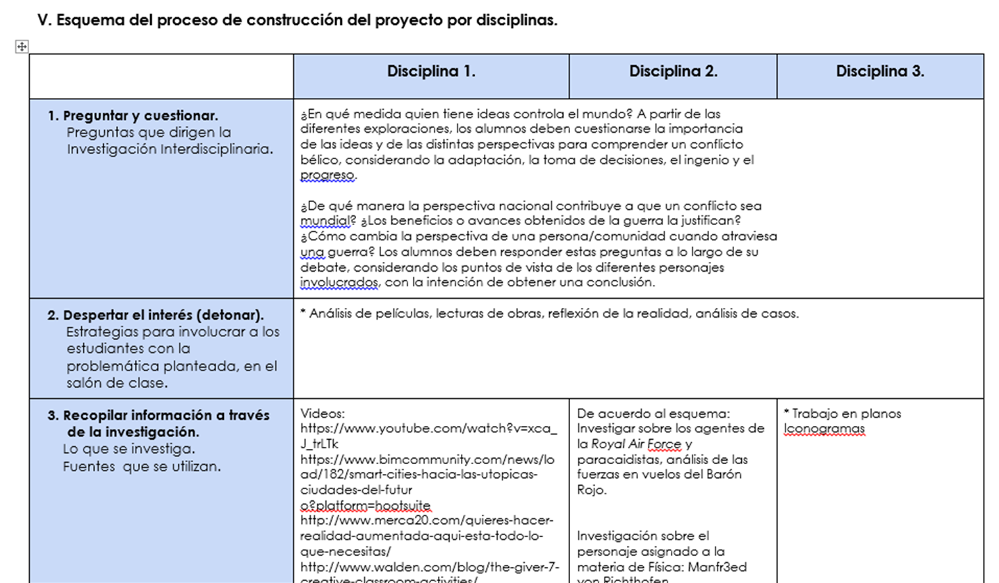 V. Esquema del proceso de construcción del proyecto por disciplinas.
Disciplina 1.
Disciplina 2.
Disciplina 3.
1. Preguntar y cuestionar.
Preguntas que dirigen la
Investigación Interdisciplinaria.
¿En qué medida quien tiene ideas controla el mundo? A partir de las
diferentes exploraciones, los alumnos deben cuestionarse la importancia
de las ideas y de las distintas perspectivas para comprender un conflicto
bélico, considerando la adaptación, la toma de decisiones, el ingenio y el
progreso.
¿De qué manera la perspectiva nacional contribuye a que un conflicto sea
mundial? ¿Los beneficios o avances obtenidos de la guerra la justifican?
¿Cómo cambia la perspectiva de una persona/comunidad cuando atraviesa
una guerra? Los alumnos deben responder estas preguntas a lo largo de su
debate, considerando los puntos de vista de los diferentes personajes
involucrados, con la intención de obtener una conclusión.
2. Despertar el interés (detonar).
Estrategias para involucrar a los
estudiantes con la
problemática planteada, en el
salón de clase.
* Análisis de películas, lecturas de obras, reflexión de la realidad, análisis de casos.
3. Recopilar información a través
de la investigación.
Lo que se investiga.
Fuentes que se utilizan.
Videos:
https://www.youtube.com/watch?v=xca_
J_trLTk
https://www.bimcommunity.com/news/lo
ad/182/smart-cities-hacia-las-utopicas-
ciudades-del-futur
o?platform=hootsuite
http://www.merca20.com/quieres-hacer-
realidad-aumentada-aqui-esta-todo-lo-
que-necesitas/
http://www.walden.com/blog/the-giver-7-
creative-classroom-activities/
De acuerdo al esquema:
Investigar sobre los agentes de
la Royal Air Force y
paracaidistas, análisis de las
fuerzas en vuelos del Barón
Rojo.
Investigación sobre el
personaje asignado a la
materia de Física: Manfr3ed
von Richthofen
* Trabajo en planos
Iconogramas